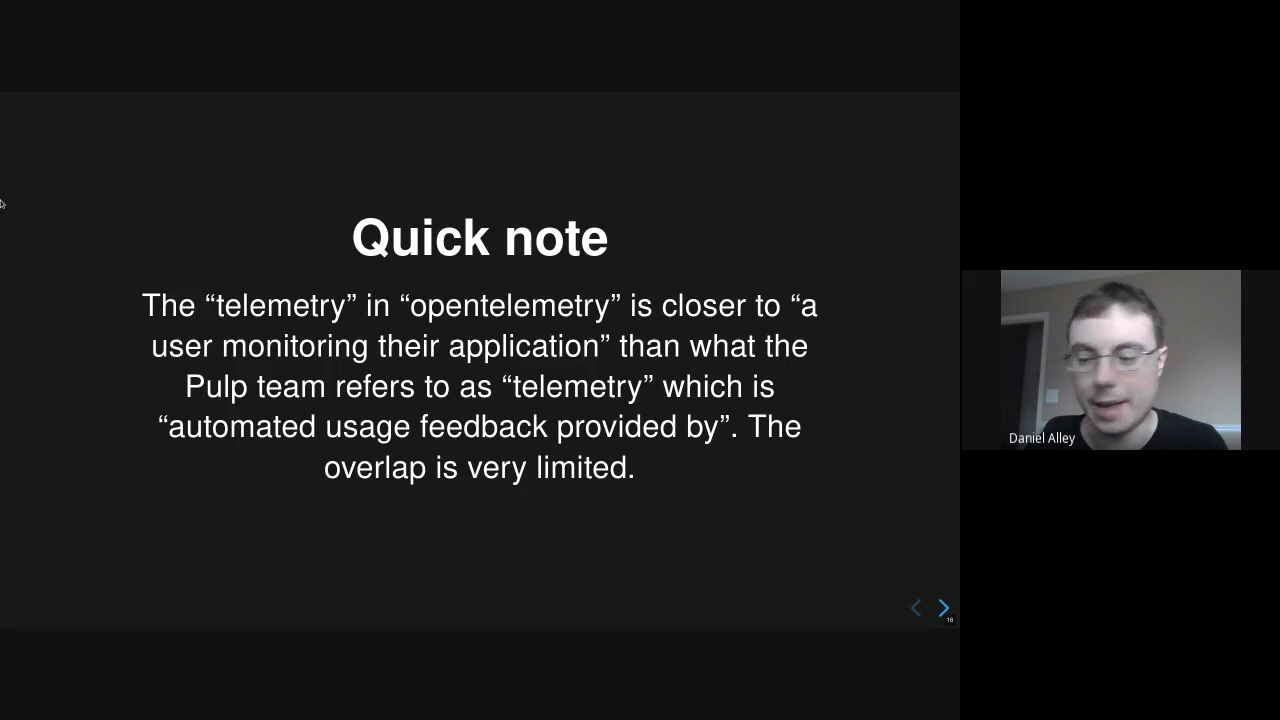 Quick note
The “telemetry” in “opentelemetry” is closer to “a
user monitoring their application” than what the
Pulp team refers to as “telemetry” which is
“automated usage feedback provided by”. The
overlap is very limited.
16
Daniel Alley